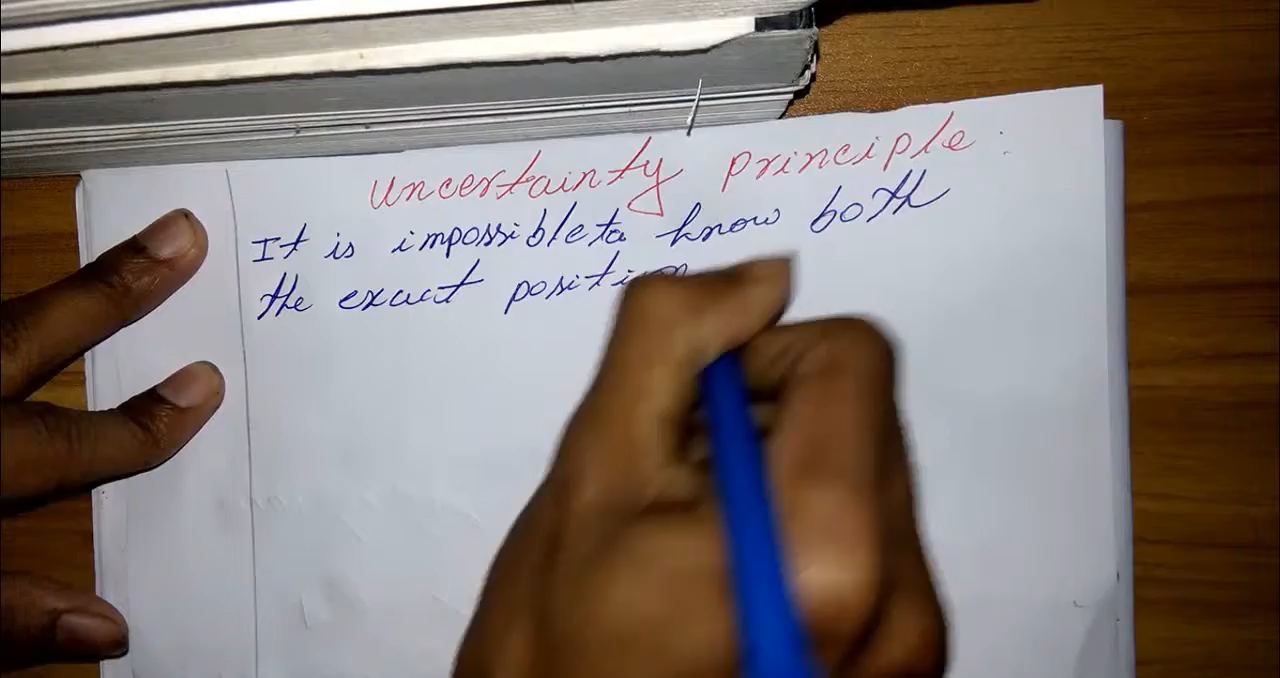 Uncertainty principle:
It is impossible to know both
the exact position